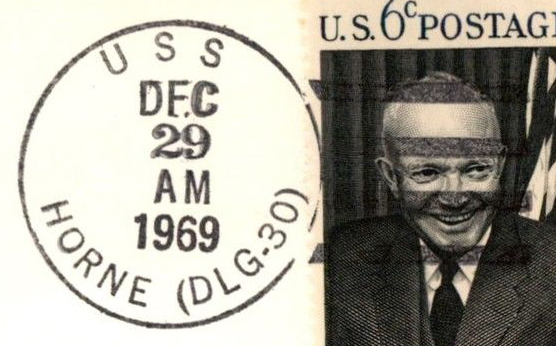 USS
DEC
29
AM
1969
HORNE (DLG-30)
U.S. 6c POSTAGE